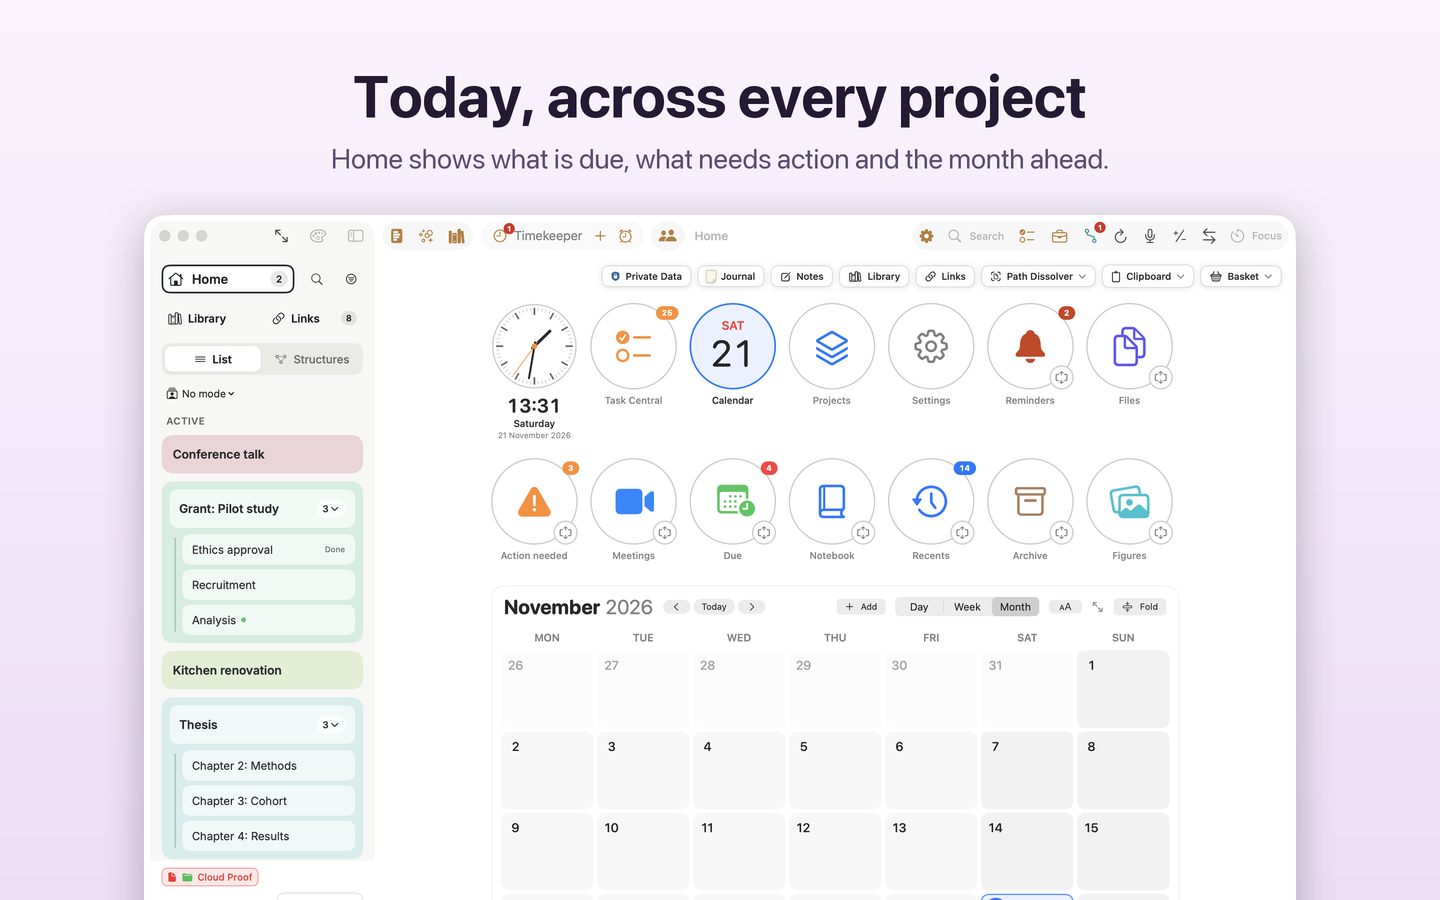 Today, across every project
Home shows what is due, what needs action and the month ahead.
1
Timekeeper
Home
Search
1
Focus
Home 2
Library
Links 8
List
Structures
No mode
ACTIVE
Conference talk
Grant: Pilot study 3
Ethics approval Done
Recruitment
Analysis
Kitchen renovation
Thesis 3
Chapter 2: Methods
Chapter 3: Cohort
Chapter 4: Results
Cloud Proof
Private Data
Journal
Notes
Library
Links
Path Dissolver
Clipboard
Basket
13:31
Saturday
21 November 2026
25
Task Central
SAT
21
Calendar
Projects
Settings
2
Reminders
Files
3
Action needed
Meetings
4
Due
Notebook
14
Recents
Archive
Figures
November 2026
Today
Add
Day Week Month
AA
Fold
MON TUE WED THU FRI SAT SUN
26 27 28 29 30 31 1
2 3 4 5 6 7 8
9 10 11 12 13 14 15